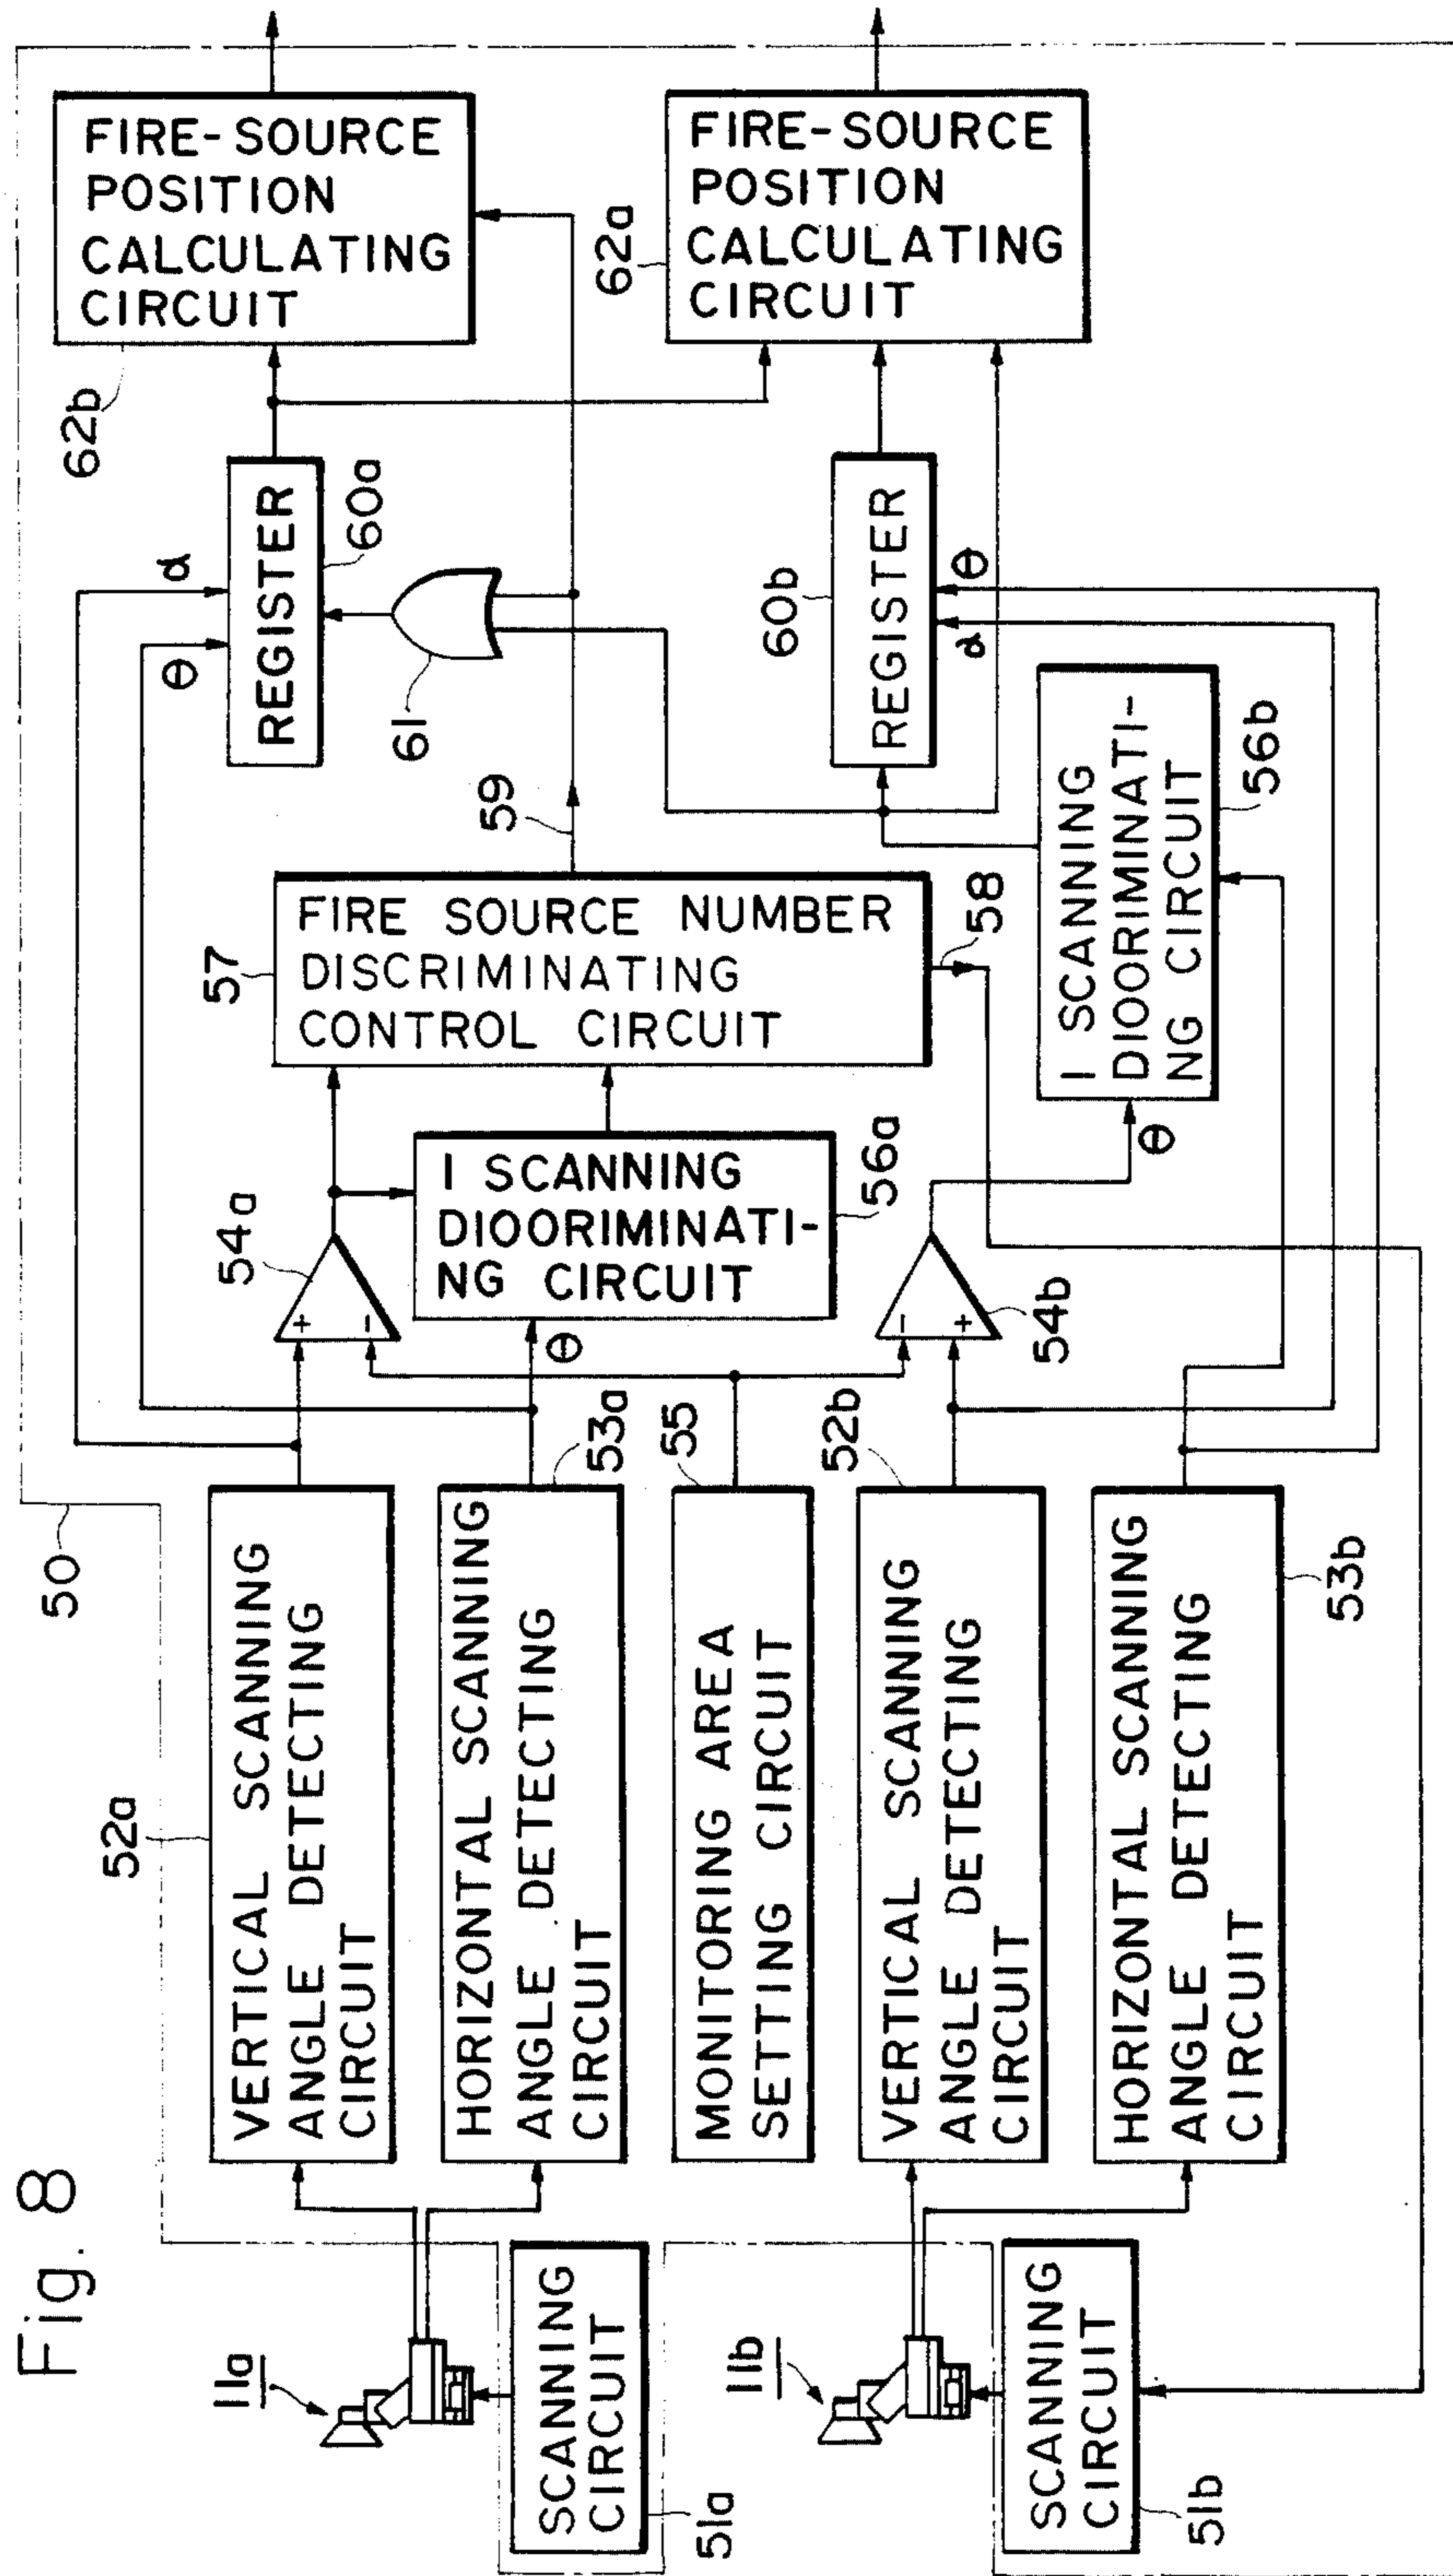 Fig. 8
50
11a
SCANNING
CIRCUIT
51a
11b
SCANNING
CIRCUIT
51b
52a
VERTICAL SCANNING
ANGLE DETECTING
CIRCUIT
HORIZONTAL SCANNING
ANGLE DETECTING
CIRCUIT
53a
MONITORING AREA
SETTING CIRCUIT
55
VERTICAL SCANNING
ANGLE DETECTING
CIRCUIT
52b
HORIZONTAL SCANNING
ANGLE DETECTING
CIRCUIT
53b
54a
+
-
θ
I SCANNING
DIOORIMINATI-
NG CIRCUIT
56a
-
+
54b
57
FIRE SOURCE NUMBER
DISCRIMINATING
CONTROL CIRCUIT
58
59
θ
I SCANNING
DIOORIMINATI-
NG CIRCUIT
56b
θ
α
REGISTER
60a
61
60b
REGISTER
α
θ
62b
FIRE-SOURCE
POSITION
CALCULATING
CIRCUIT
62a
FIRE-SOURCE
POSITION
CALCULATING
CIRCUIT